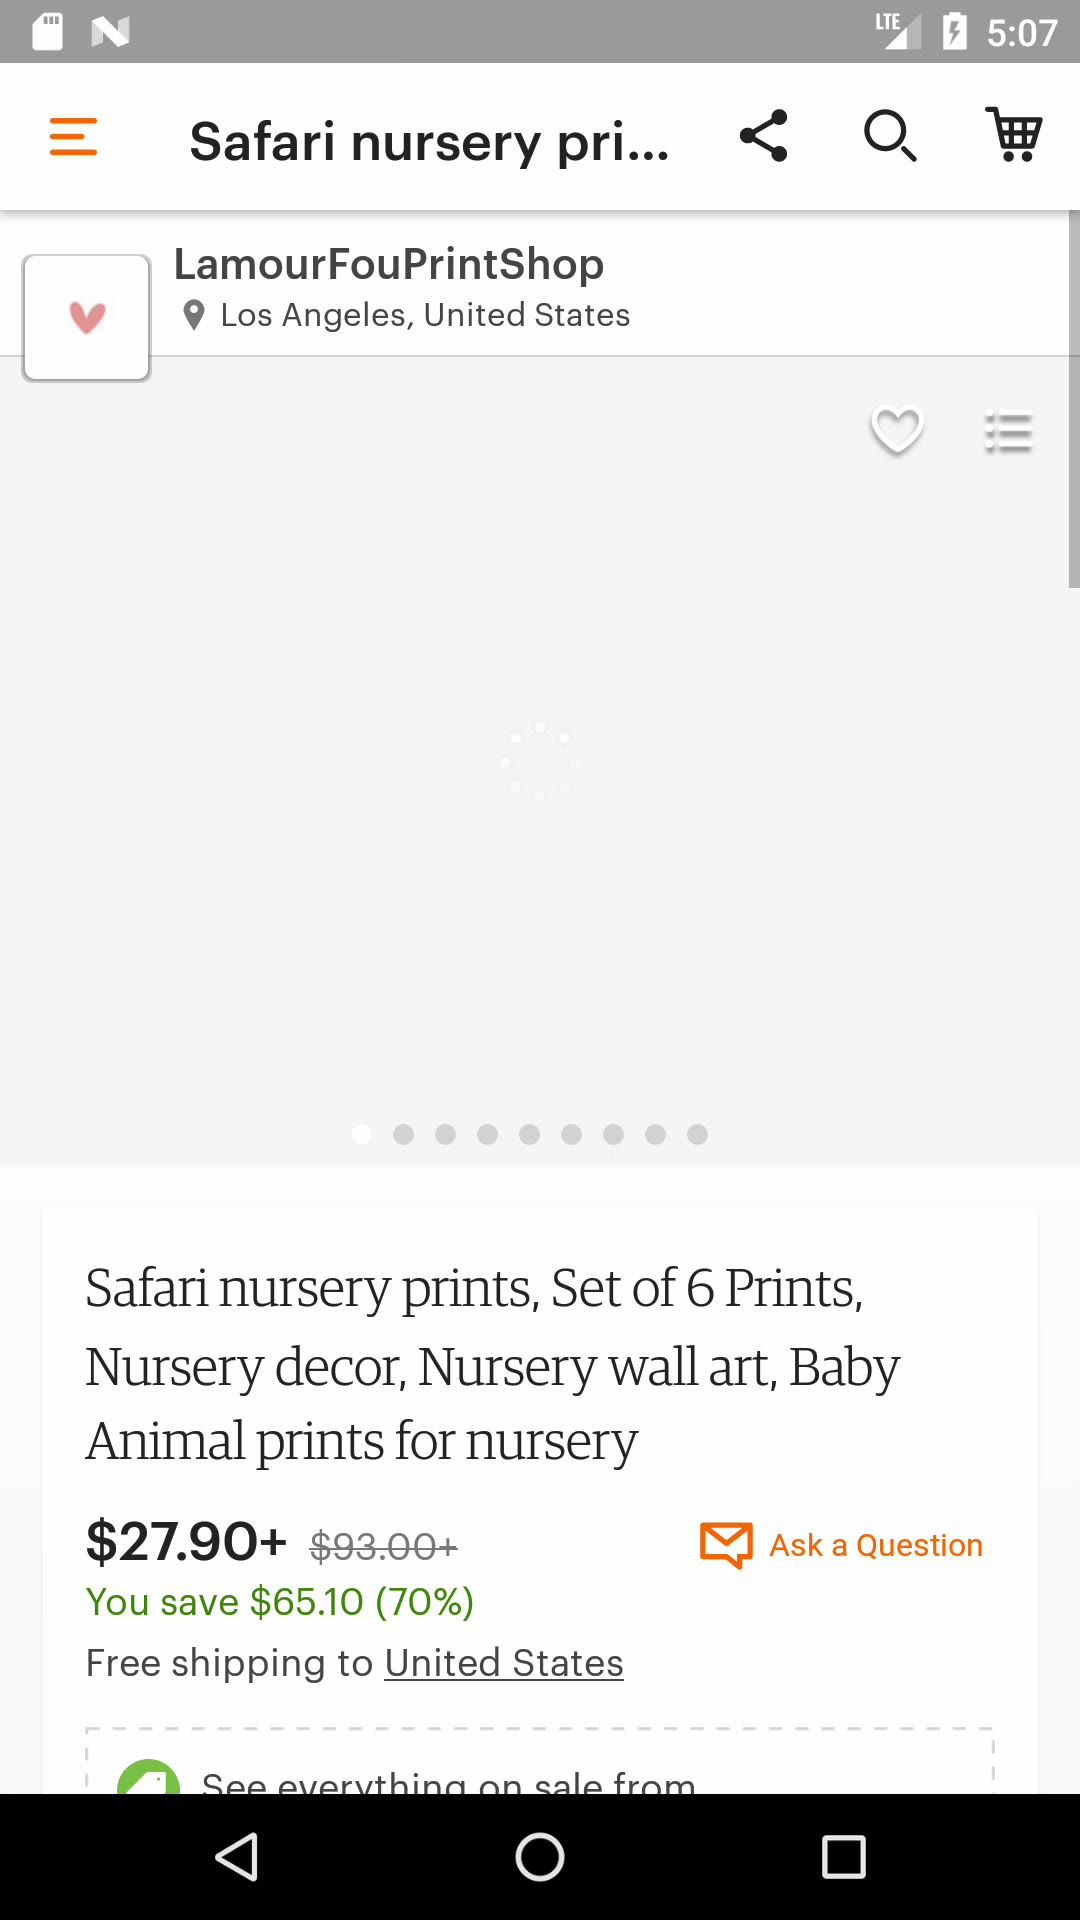 LTE 5:07
Safari nursery pri...
LamourFouPrintShop
Los Angeles, United States
Safari nursery prints, Set of 6 Prints,
Nursery decor, Nursery wall art, Baby
Animal prints for nursery
$27.90+ $93.00+
Ask a Question
You save $65.10 (70%)
Free shipping to United States
See everything on sale from